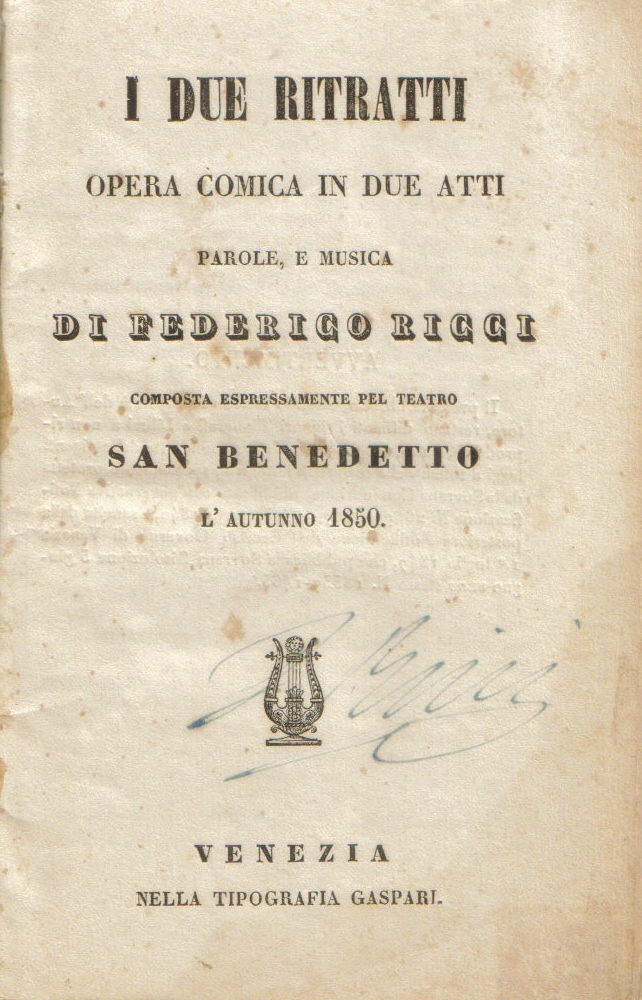 I DUE RITRATTI
OPERA COMICA IN DUE ATTI
PAROLE, E MUSICA
DI FEDERICO RICCI
COMPOSTA ESPRESSAMENTE PEL TEATRO
SAN BENEDETTO
L' AUTUNNO 1850.
F. Ricci
VENEZIA
NELLA TIPOGRAFIA GASPARI.